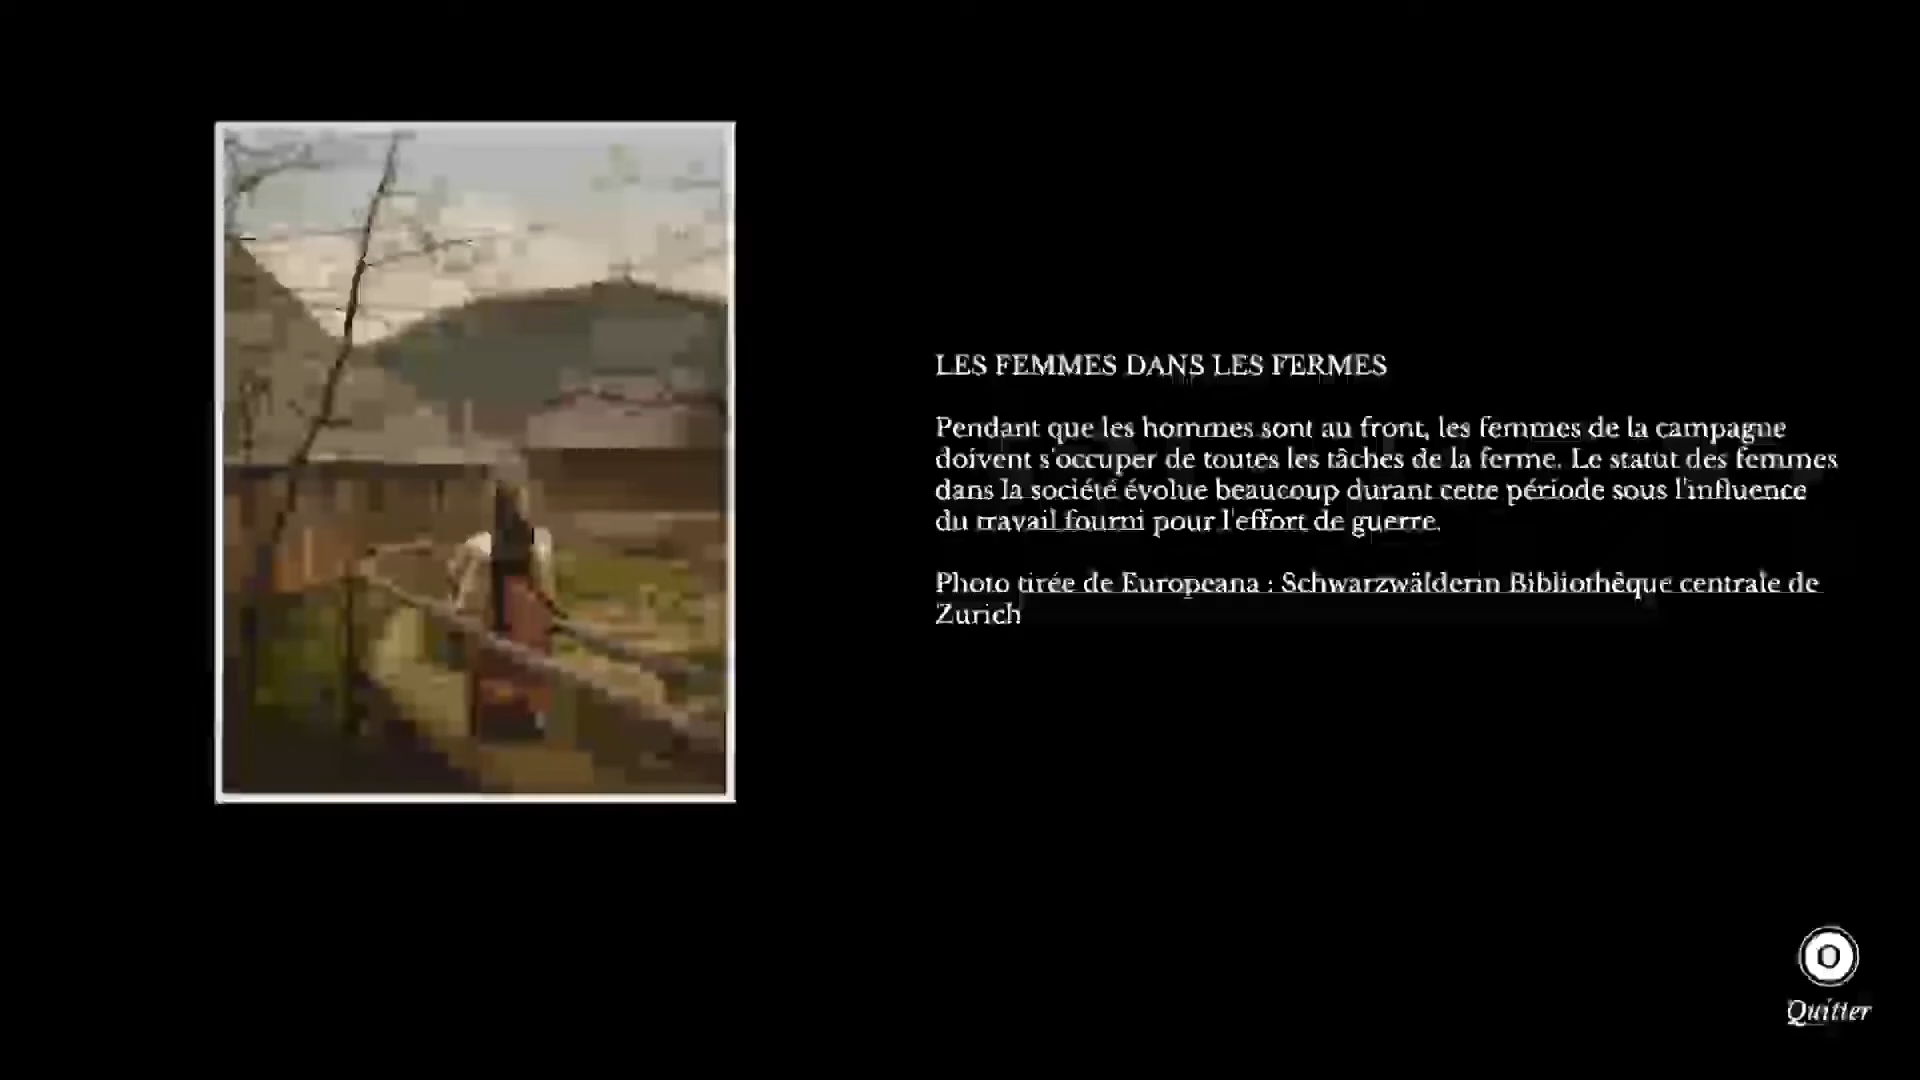 LES FEMMES DANS LES FERMES
Pendant que les hommes sont au front, les femmes de la campagne
doivent s'occuper de toutes les tâches de la ferme. Le statut des femmes
dans la société évolue beaucoup durant cette période sous l'influence
du travail fourni pour l'effort de guerre.
Photo tirée de Europeana : Schwarzwälderin Bibliothèque centrale de
Zurich
O
Quitter